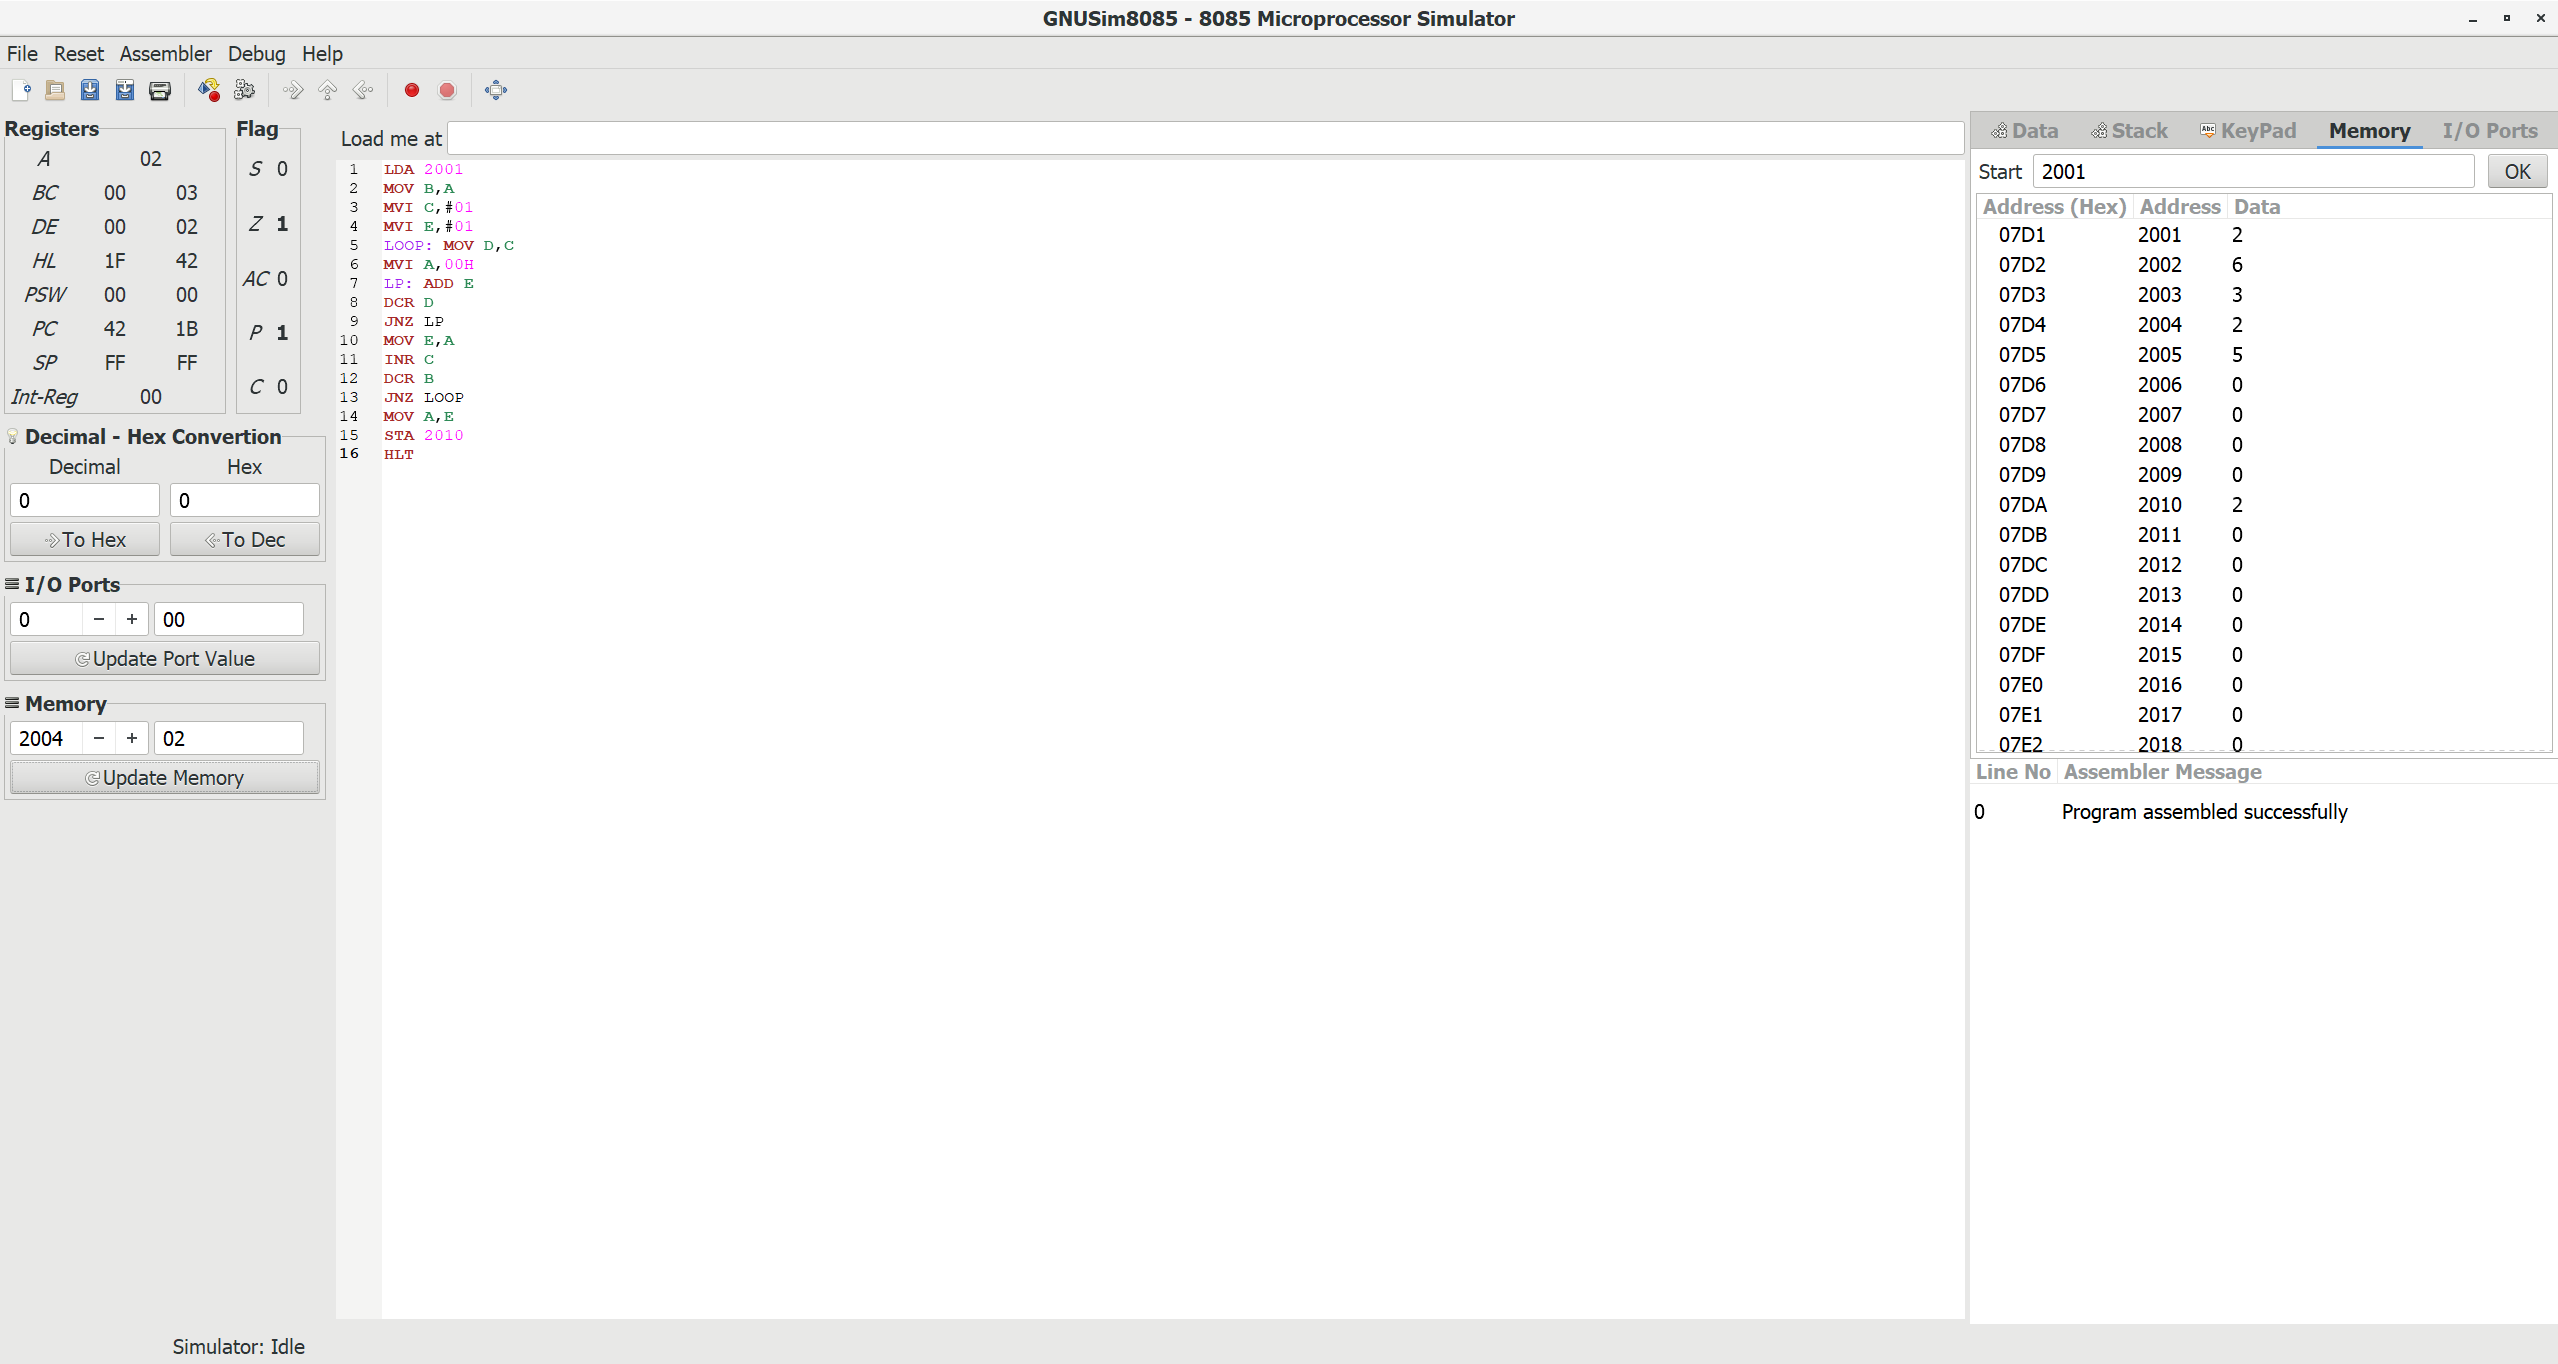 GNUSim8085 - 8085 Microprocessor Simulator
File Reset Assembler Debug Help
Registers
A 02
BC 00 03
DE 00 02
HL 1F 42
PSW 00 00
PC 42 1B
SP FF FF
Int-Reg 00
Flag
S 0
Z 1
AC 0
P 1
C 0
Decimal - Hex Convertion
Decimal Hex
0 0
To Hex To Dec
I/O Ports
0 − + 00
Update Port Value
Memory
2004 − + 02
Update Memory
Load me at
1 LDA 2001
2 MOV B,A
3 MVI C,#01
4 MVI E,#01
5 LOOP: MOV D,C
6 MVI A,00H
7 LP: ADD E
8 DCR D
9 JNZ LP
10 MOV E,A
11 INR C
12 DCR B
13 JNZ LOOP
14 MOV A,E
15 STA 2010
16 HLT
Data Stack Abc KeyPad Memory I/O Ports
Start 2001 OK
Address (Hex) Address Data
07D1 2001 2
07D2 2002 6
07D3 2003 3
07D4 2004 2
07D5 2005 5
07D6 2006 0
07D7 2007 0
07D8 2008 0
07D9 2009 0
07DA 2010 2
07DB 2011 0
07DC 2012 0
07DD 2013 0
07DE 2014 0
07DF 2015 0
07E0 2016 0
07E1 2017 0
07E2 2018 0
Line No Assembler Message
0 Program assembled successfully
Simulator: Idle